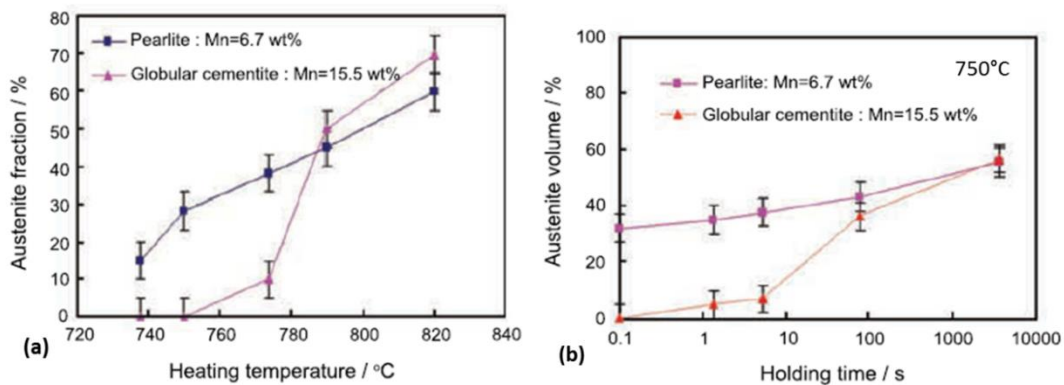 80
70
60
50
40
30
20
10
0
Austenite fraction / %
Pearlite : Mn=6.7 wt%
Globular cementite : Mn=15.5 wt%
720 740 760 780 800 820 840
(a)
Heating temperature / °C
100
80
60
40
20
0
Austenite volume / %
750°C
Pearlite: Mn=6.7 wt%
Globular cementite : Mn=15.5 wt%
0.1 1 10 100 1000 10000
(b)
Holding time / s